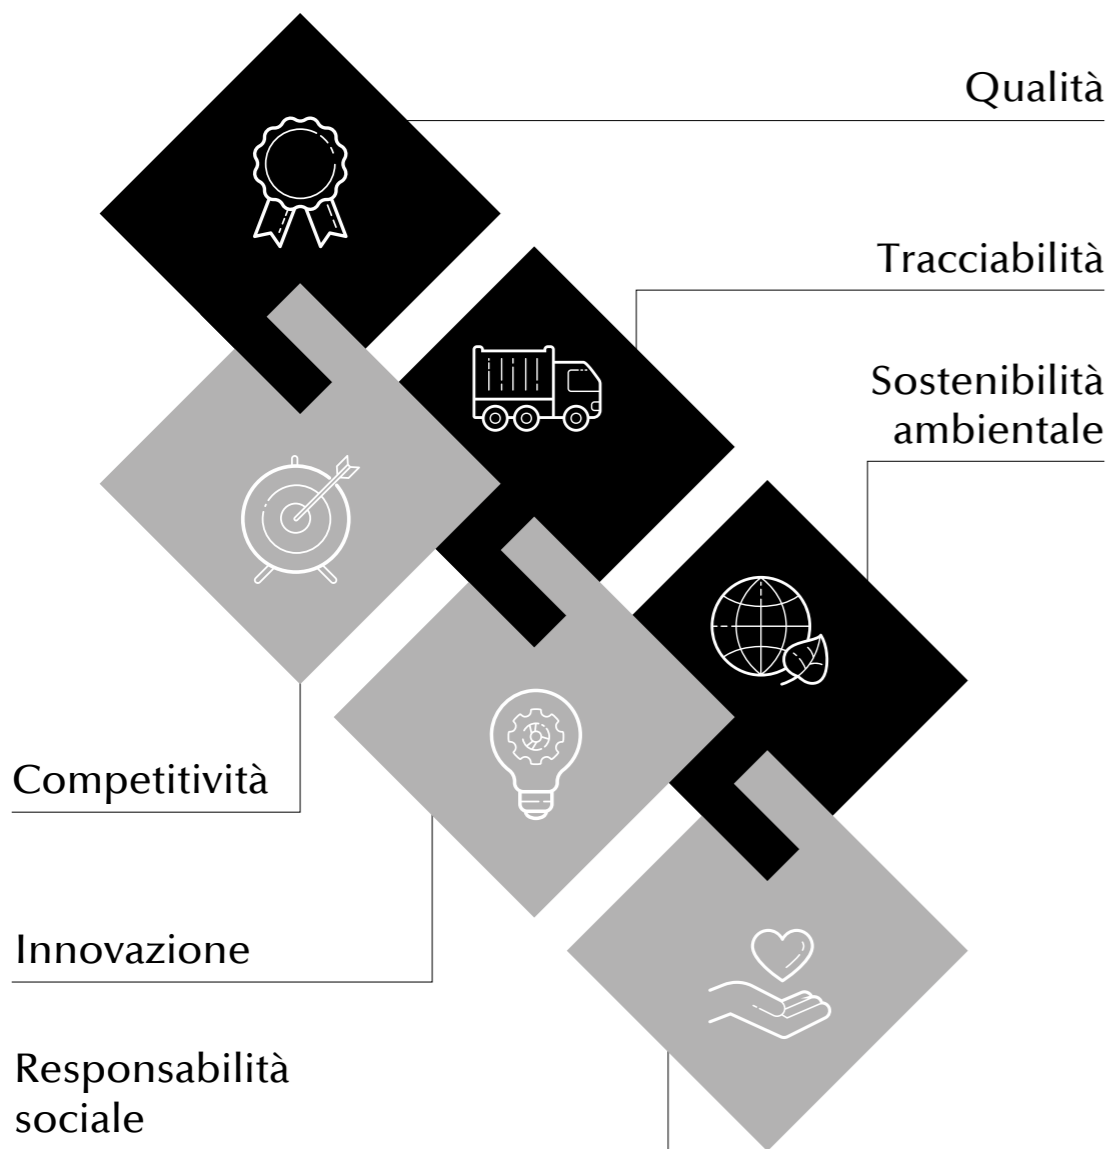 Qualità
Tracciabilità
Sostenibilità
ambientale
Competitività
Innovazione
Responsabilità
sociale